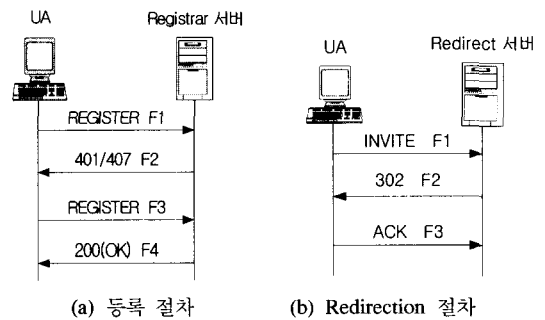 UA
Registrar 서버
REGISTER F1
401/407 F2
REGISTER F3
200(OK) F4
(a) 등록 절차
UA
Redirect 서버
INVITE F1
302 F2
ACK F3
(b) Redirection 절차